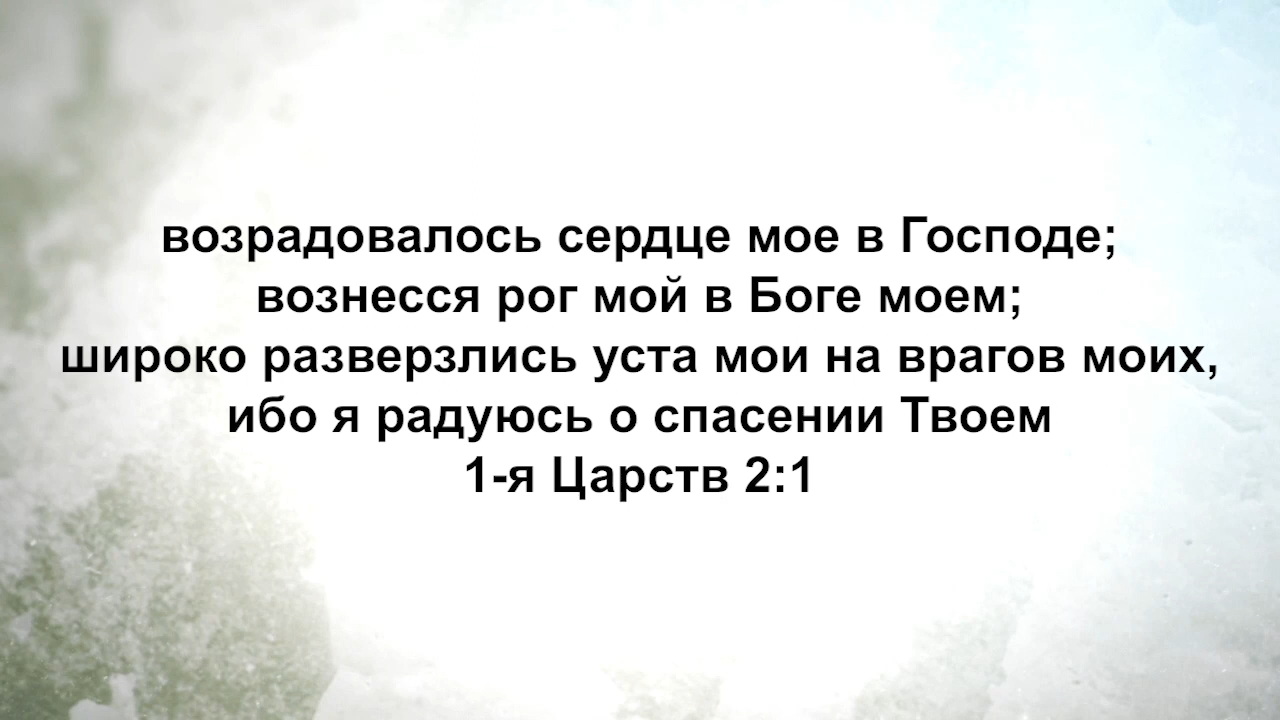 возрадовалось сердце мое в Господе;
вознесся рог мой в Боге моем;
широко разверзлись уста мои на врагов моих,
ибо я радуюсь о спасении Твоем
1-я Царств 2:1